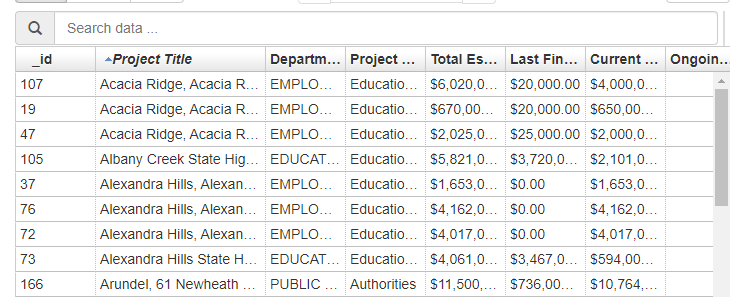 Search data ...
_id Project Title Departm... Project ... Total Es... Last Fin... Current ... Ongoin...
107 Acacia Ridge, Acacia R... EMPLO... Educatio... $6,020,0... $20,000.00 $4,000,0...
19 Acacia Ridge, Acacia R... EMPLO... Educatio... $670,00... $20,000.00 $650,00...
47 Acacia Ridge, Acacia R... EMPLO... Educatio... $2,025,0... $25,000.00 $2,000,0...
105 Albany Creek State Hig... EDUCAT... Educatio... $5,821,0... $3,720,0... $2,101,0...
37 Alexandra Hills, Alexan... EMPLO... Educatio... $1,653,0... $0.00 $1,653,0...
76 Alexandra Hills, Alexan... EMPLO... Educatio... $4,162,0... $0.00 $4,162,0...
72 Alexandra Hills, Alexan... EMPLO... Educatio... $4,017,0... $0.00 $4,017,0...
73 Alexandra Hills State H... EDUCAT... Educatio... $4,061,0... $3,467,0... $594,00...
166 Arundel, 61 Newheath ... PUBLIC ... Authorities $11,500,... $736,00... $10,764,...